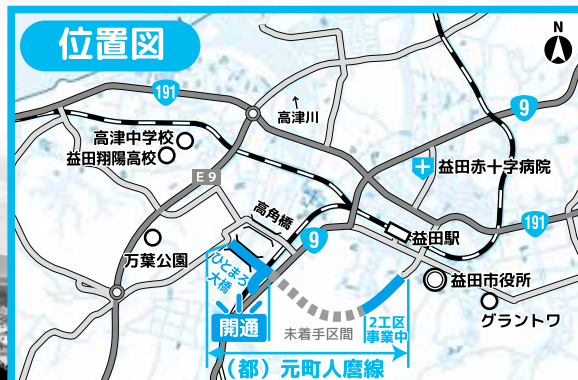 位置図
N
191
9
↑
高津川
高津中学校
益田翔陽高校
益田赤十字病院
E9
高角橋
191
9
益田駅
万葉公園
ひとまろ
大橋
益田市役所
グラントワ
開通
未着手区間
2工区
事業中
（都）元町人麿線